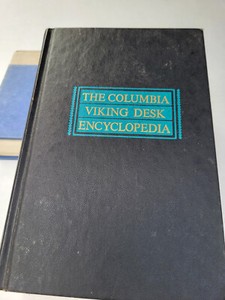 THE COLUMBIA
VIKING DESK
ENCYCLOPEDIA